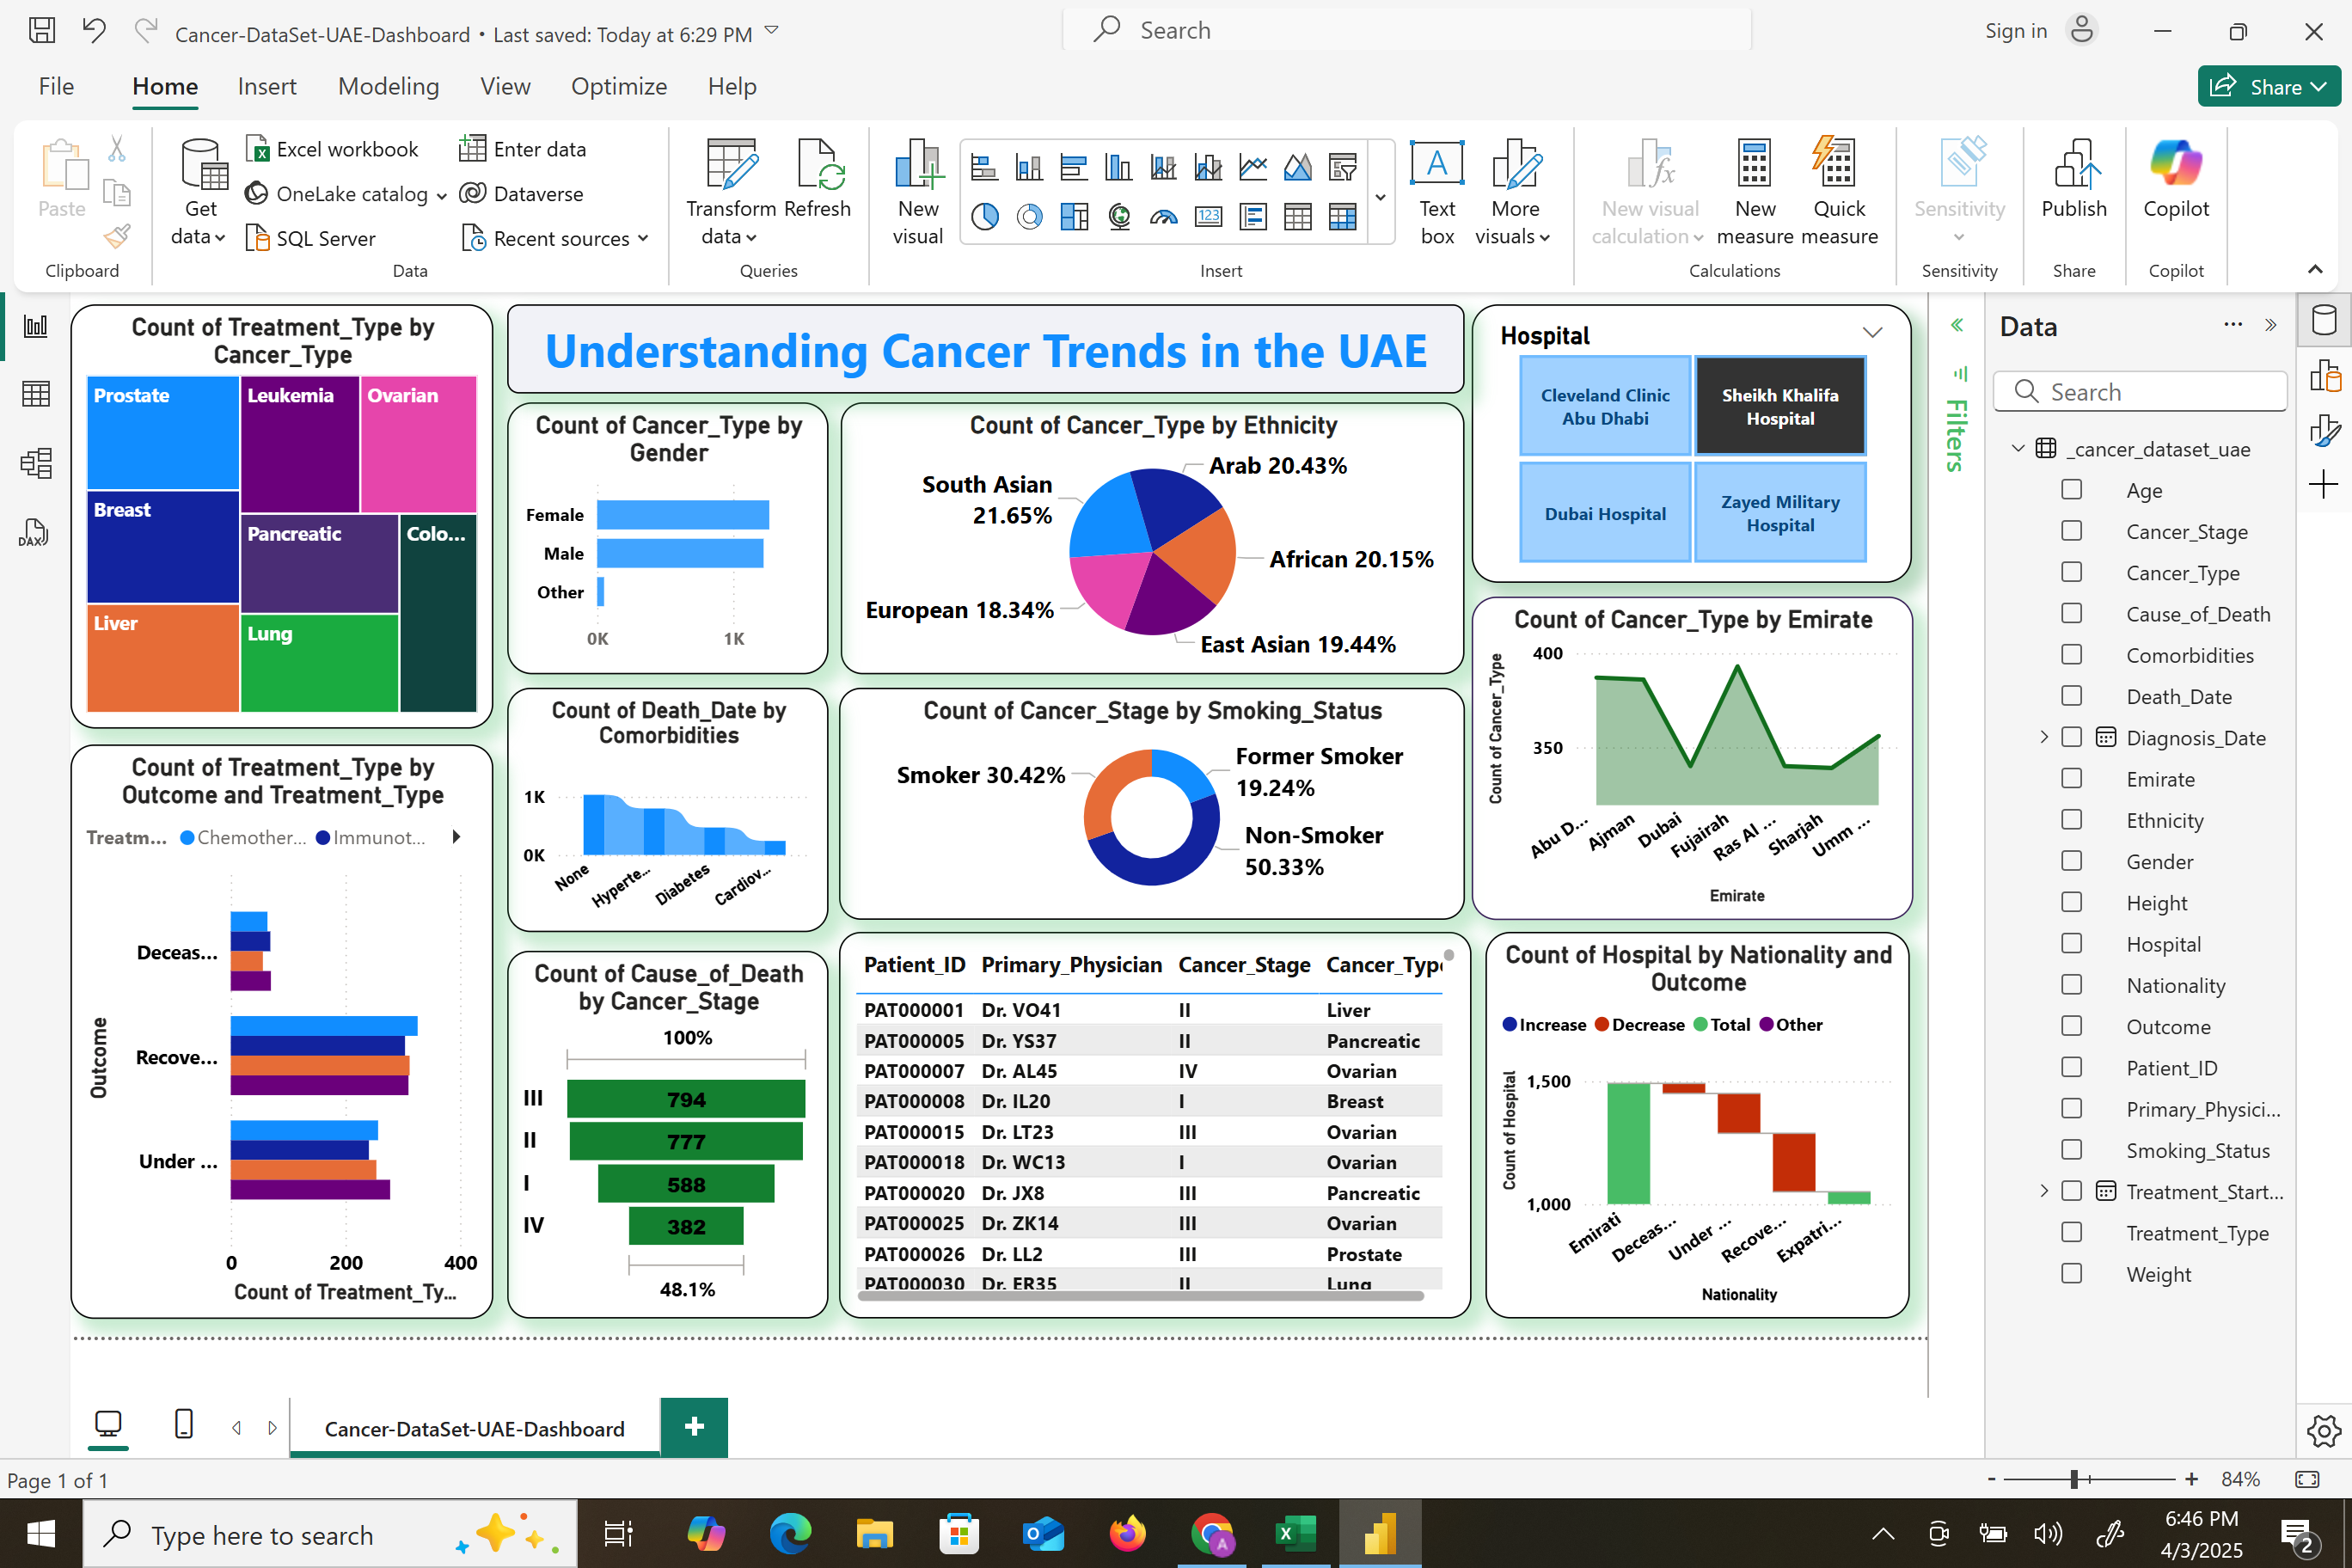 Cancer-DataSet-UAE-Dashboard • Last saved: Today at 6:29 PM
Search
Sign in
File Home Insert Modeling View Optimize Help
Share
Paste
Get data
Excel workbook
OneLake catalog
SQL Server
Enter data
Dataverse
Recent sources
Transform data
Refresh
New visual
123
A
Text box
More visuals
New visual calculation
New measure
Quick measure
Sensitivity
Publish
Copilot
Clipboard
Data
Queries
Insert
Calculations
Sensitivity
Share
Copilot
DAX
Count of Treatment_Type by
Cancer_Type
Prostate
Leukemia
Ovarian
Breast
Pancreatic
Colo...
Liver
Lung
Understanding Cancer Trends in the UAE
Hospital
Cleveland Clinic
Abu Dhabi
Sheikh Khalifa
Hospital
Dubai Hospital
Zayed Military
Hospital
Count of Cancer_Type by
Gender
Female
Male
Other
0K 1K
Count of Cancer_Type by Ethnicity
Arab 20.43%
South Asian
21.65%
African 20.15%
European 18.34%
East Asian 19.44%
Count of Cancer_Type by Emirate
Count of Cancer_Type
400
350
Abu D...
Ajman
Dubai
Fujairah
Ras Al ...
Sharjah
Umm ...
Emirate
Count of Treatment_Type by
Outcome and Treatment_Type
Treatm... Chemother... Immunot...
Outcome
Deceas...
Recove...
Under ...
0 200 400
Count of Treatment_Ty...
Count of Death_Date by
Comorbidities
1K
0K
None
Hyperte...
Diabetes
Cardiov...
Count of Cancer_Stage by Smoking_Status
Smoker 30.42%
Former Smoker
19.24%
Non-Smoker
50.33%
Count of Cause_of_Death
by Cancer_Stage
100%
III 794
II 777
I 588
IV 382
48.1%
Patient_ID Primary_Physician Cancer_Stage Cancer_Type
PAT000001 Dr. VO41 II Liver
PAT000005 Dr. YS37 II Pancreatic
PAT000007 Dr. AL45 IV Ovarian
PAT000008 Dr. IL20 I Breast
PAT000015 Dr. LT23 III Ovarian
PAT000018 Dr. WC13 I Ovarian
PAT000020 Dr. JX8 III Pancreatic
PAT000025 Dr. ZK14 III Ovarian
PAT000026 Dr. LL2 III Prostate
PAT000030 Dr. ER35 II Lung
Count of Hospital by Nationality and
Outcome
Increase Decrease Total Other
Count of Hospital
1,500
1,000
Emirati
Deceas...
Under ...
Recove...
Expatri...
Nationality
Filters
Data
Search
_cancer_dataset_uae
Age
Cancer_Stage
Cancer_Type
Cause_of_Death
Comorbidities
Death_Date
Diagnosis_Date
Emirate
Ethnicity
Gender
Height
Hospital
Nationality
Outcome
Patient_ID
Primary_Physici...
Smoking_Status
Treatment_Start...
Treatment_Type
Weight
Cancer-DataSet-UAE-Dashboard
+
Page 1 of 1
- + 84%
Type here to search
6:46 PM
4/3/2025
2